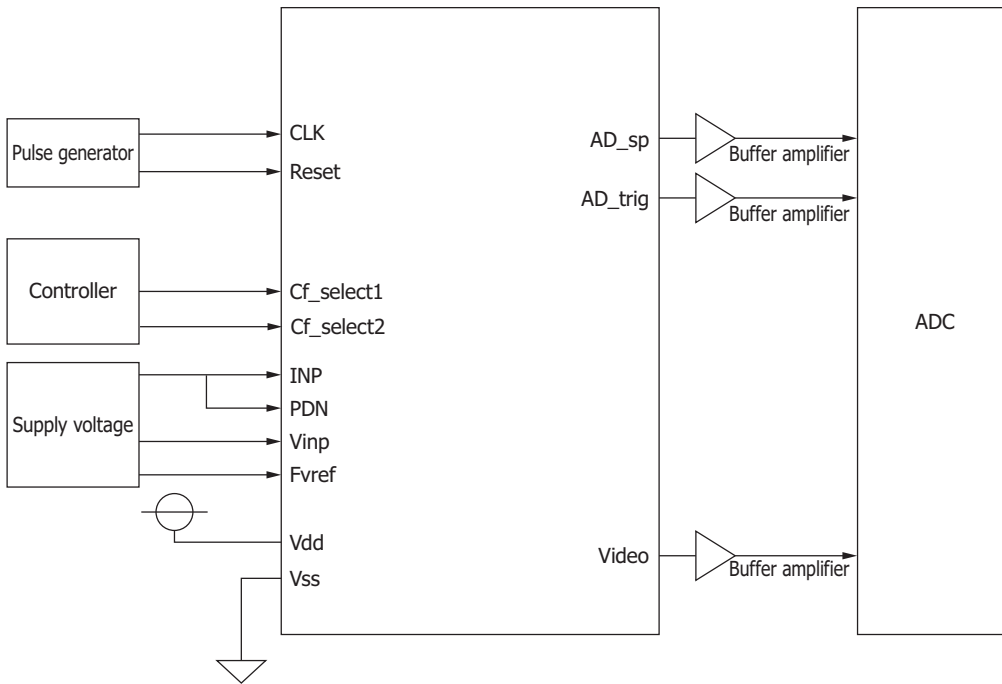 Pulse generator
Controller
Supply voltage
CLK
Reset
Cf_select1
Cf_select2
INP
PDN
Vinp
Fvref
Vdd
Vss
AD_sp
AD_trig
Video
Buffer amplifier
Buffer amplifier
Buffer amplifier
ADC